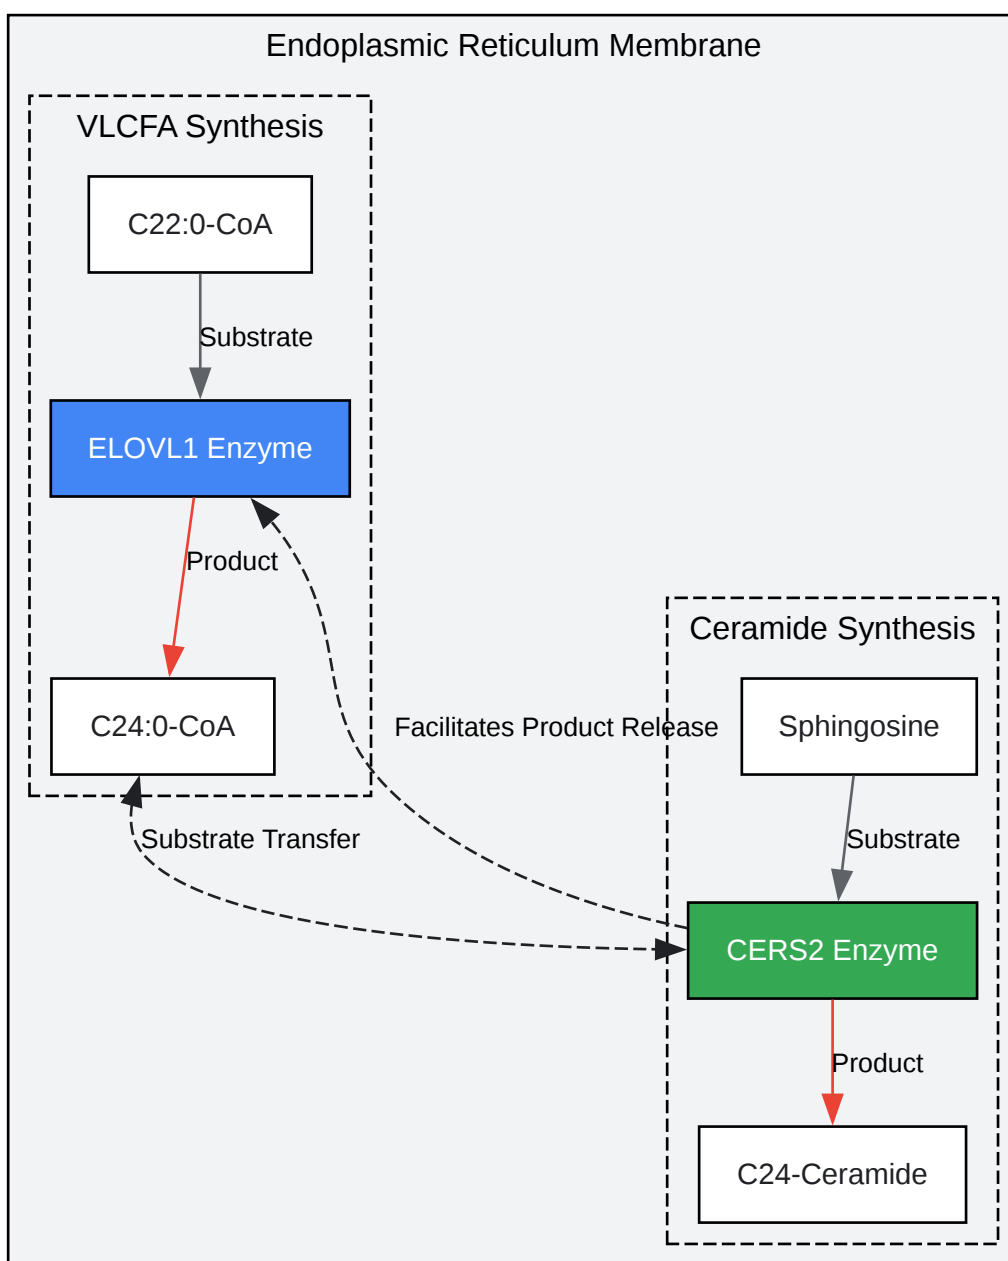 Endoplasmic Reticulum Membrane
VLCFA Synthesis
C22:0-CoA
Substrate
ELOVL1 Enzyme
Product
C24:0-CoA
Substrate Transfer
Facilitates Product Release
Ceramide Synthesis
Sphingosine
Substrate
CERS2 Enzyme
Product
C24-Ceramide